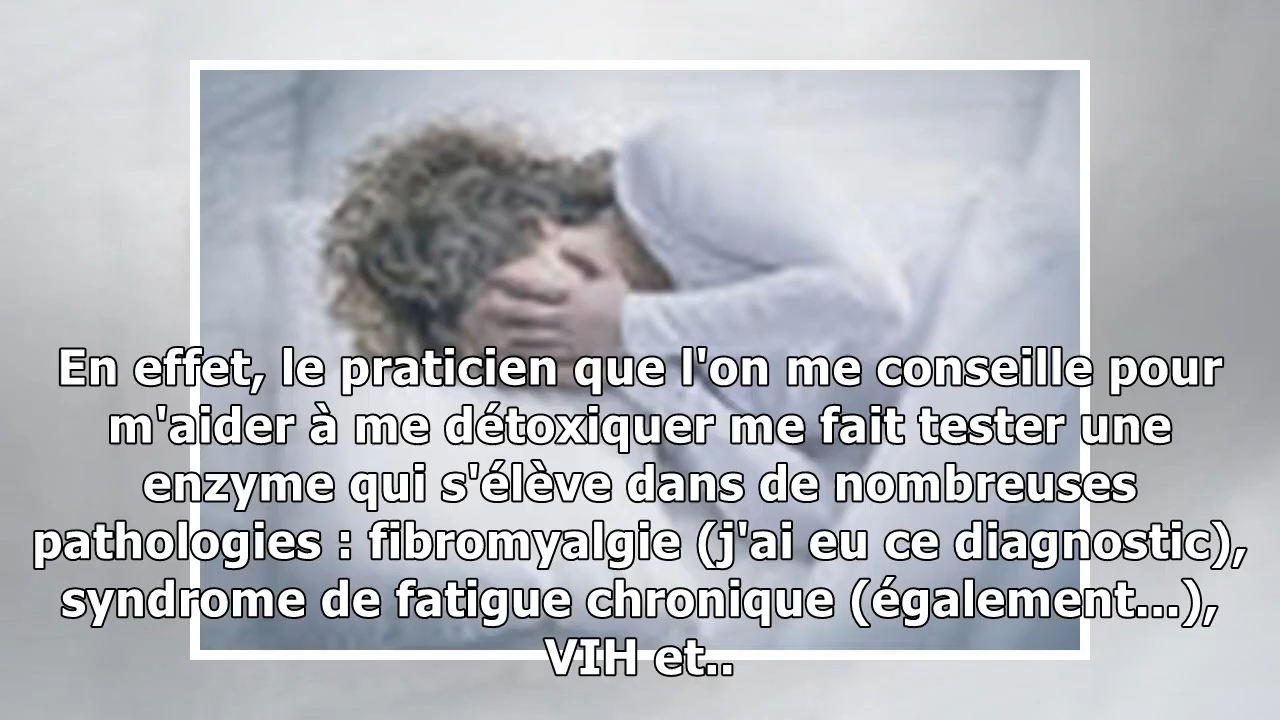 En effet, le praticien que l'on me conseille pour
m'aider à me détoxiquer me fait tester une
enzyme qui s'élève dans de nombreuses
pathologies : fibromyalgie (j'ai eu ce diagnostic),
syndrome de fatigue chronique (également...),
VIH et..